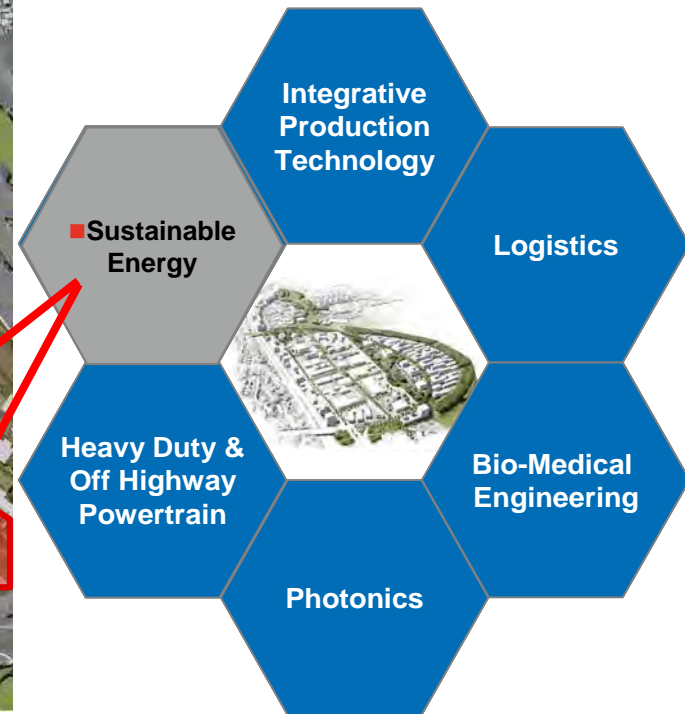 Integrative
Production
Technology
Sustainable
Energy
Logistics
Heavy Duty &
Off Highway
Powertrain
Bio-Medical
Engineering
Photonics